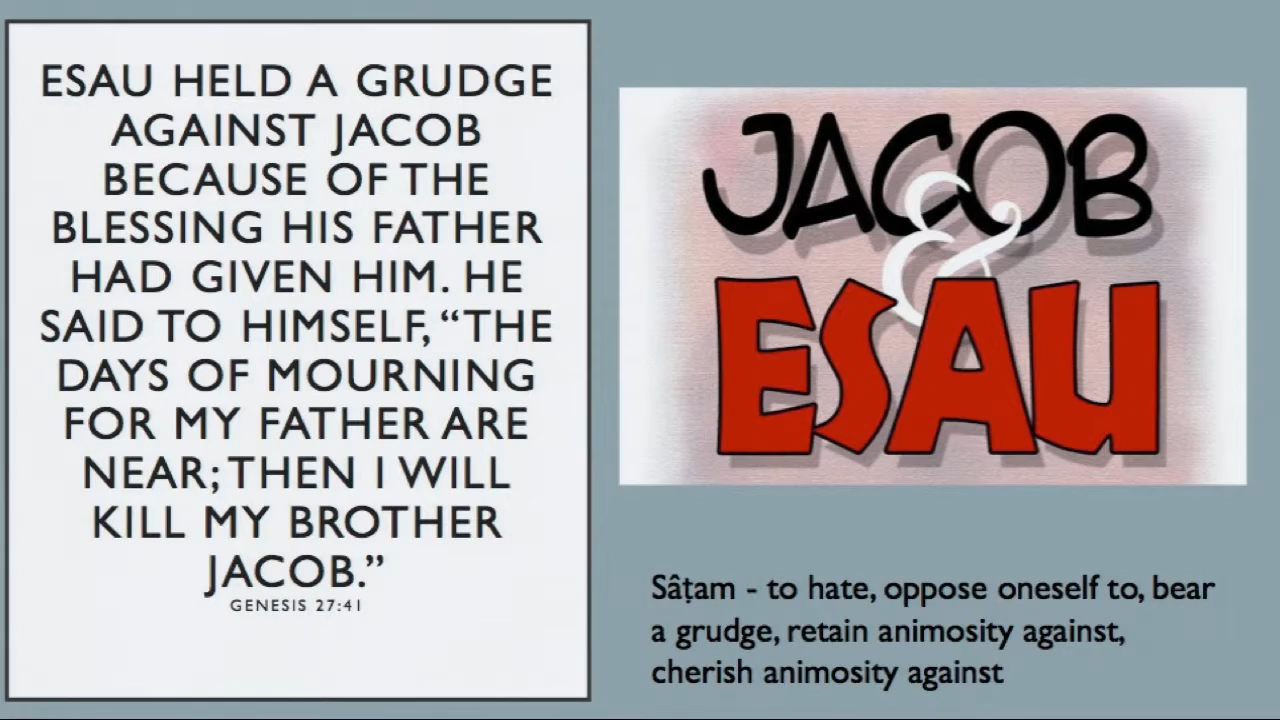 ESAU HELD A GRUDGE
AGAINST JACOB
BECAUSE OF THE
BLESSING HIS FATHER
HAD GIVEN HIM. HE
SAID TO HIMSELF, “THE
DAYS OF MOURNING
FOR MY FATHER ARE
NEAR; THEN I WILL
KILL MY BROTHER
JACOB.”
GENESIS 27:41
JACOB
&
ESAU
Sâṭam - to hate, oppose oneself to, bear
a grudge, retain animosity against,
cherish animosity against